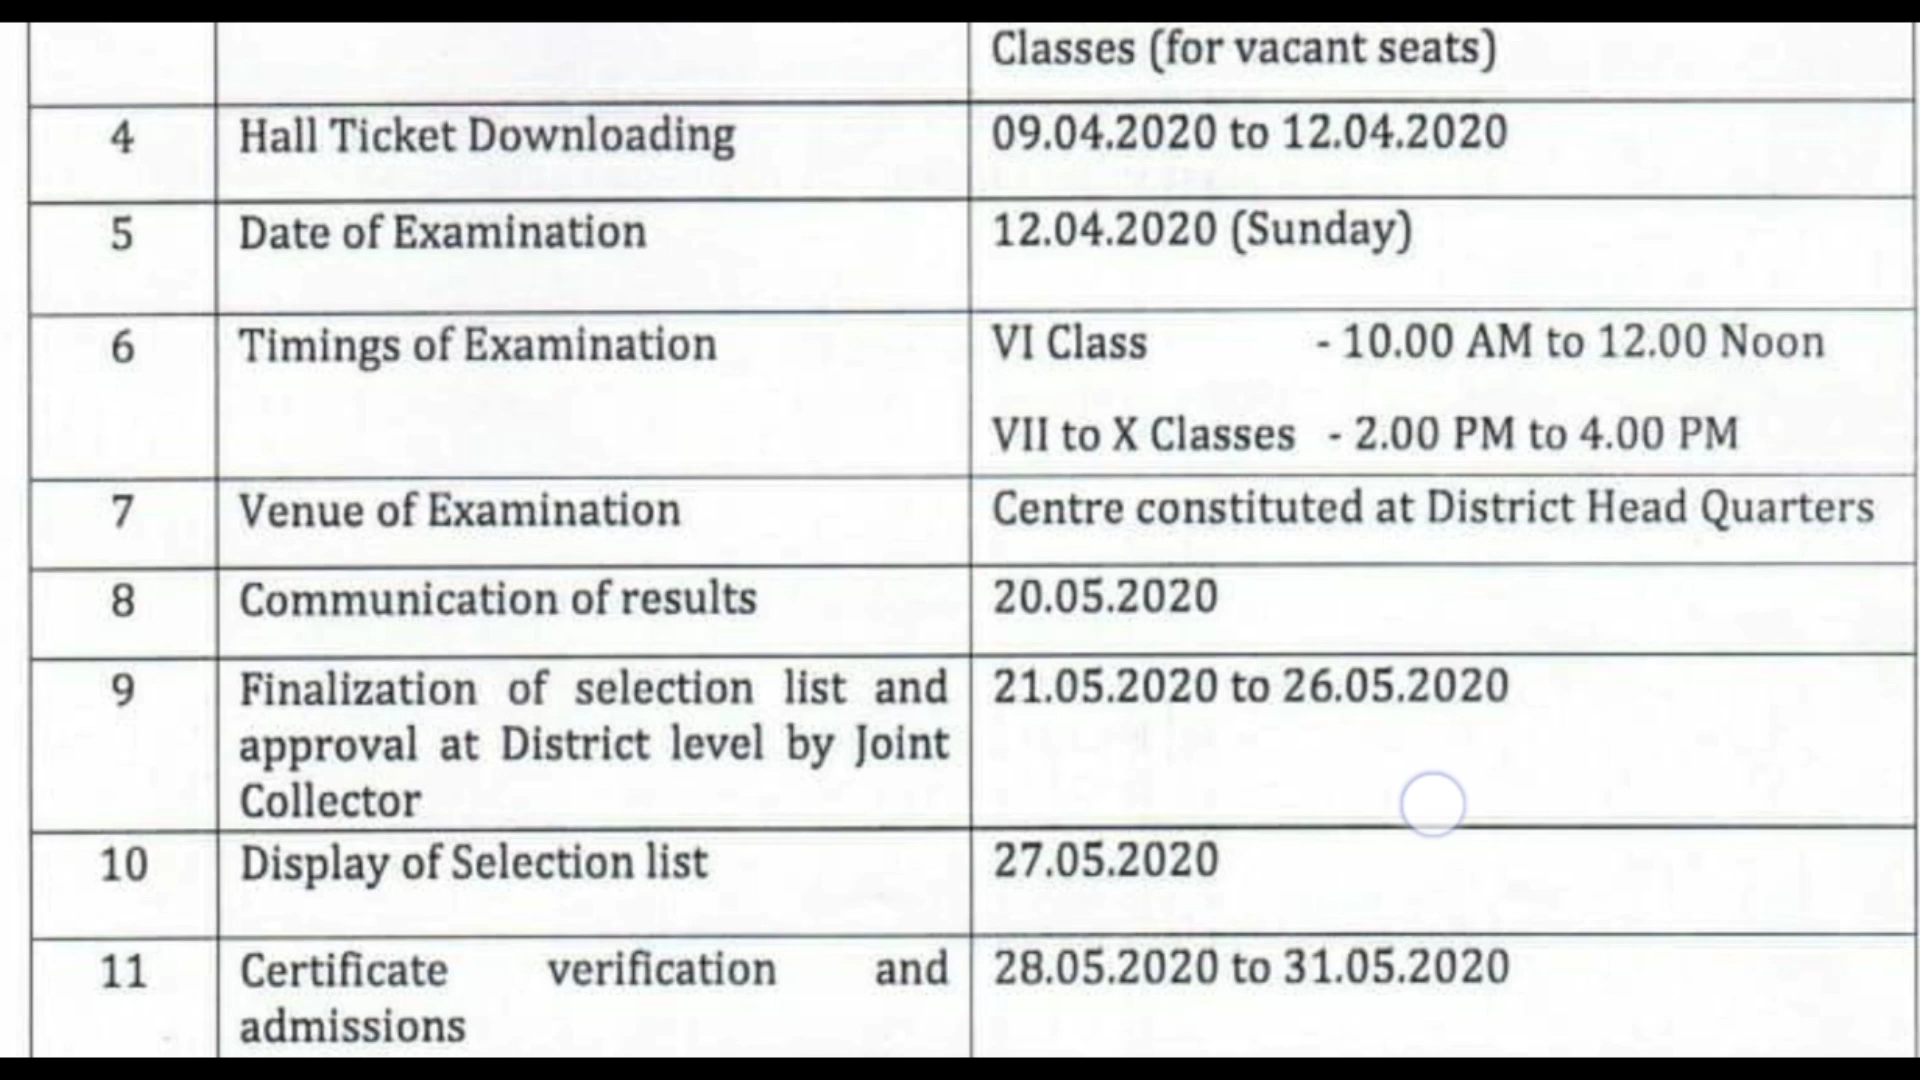 Classes (for vacant seats)
4 Hall Ticket Downloading 09.04.2020 to 12.04.2020
5 Date of Examination 12.04.2020 (Sunday)
6 Timings of Examination VI Class - 10.00 AM to 12.00 Noon
VII to X Classes - 2.00 PM to 4.00 PM
7 Venue of Examination Centre constituted at District Head Quarters
8 Communication of results 20.05.2020
9 Finalization of selection list and 21.05.2020 to 26.05.2020
approval at District level by Joint
Collector
10 Display of Selection list 27.05.2020
11 Certificate verification and 28.05.2020 to 31.05.2020
admissions